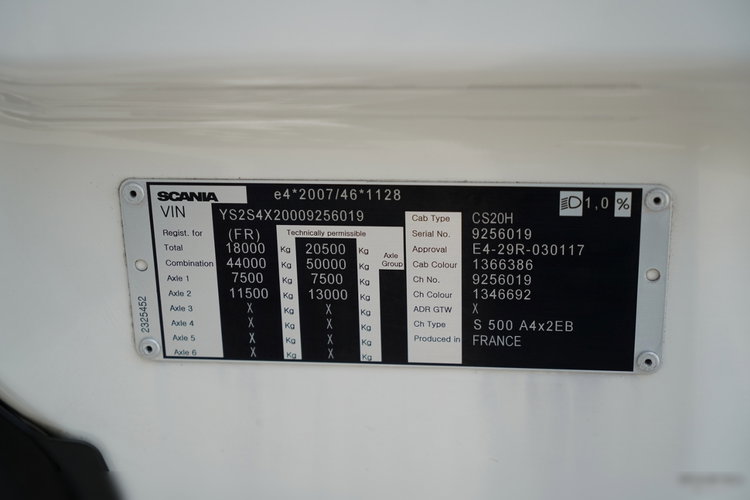 SCANIA e4*2007/46*1128 1,0 %
VIN YS2S4X20009256019
Regist. for (FR) Technically permissible
Total 18000 Kg 20500 Kg Axle Group
Combination 44000 Kg 50000 Kg
Axle 1 7500 Kg 7500 Kg
Axle 2 11500 Kg 13000 Kg
Axle 3 X Kg X Kg
Axle 4 X Kg X Kg
Axle 5 X Kg X Kg
Axle 6 X Kg X Kg
Cab Type CS20H
Serial No. 9256019
Approval E4-29R-030117
Cab Colour 1366386
Ch No. 9256019
Ch Colour 1346692
ADR GTW X
Ch Type S 500 A4x2EB
Produced in FRANCE
2325452